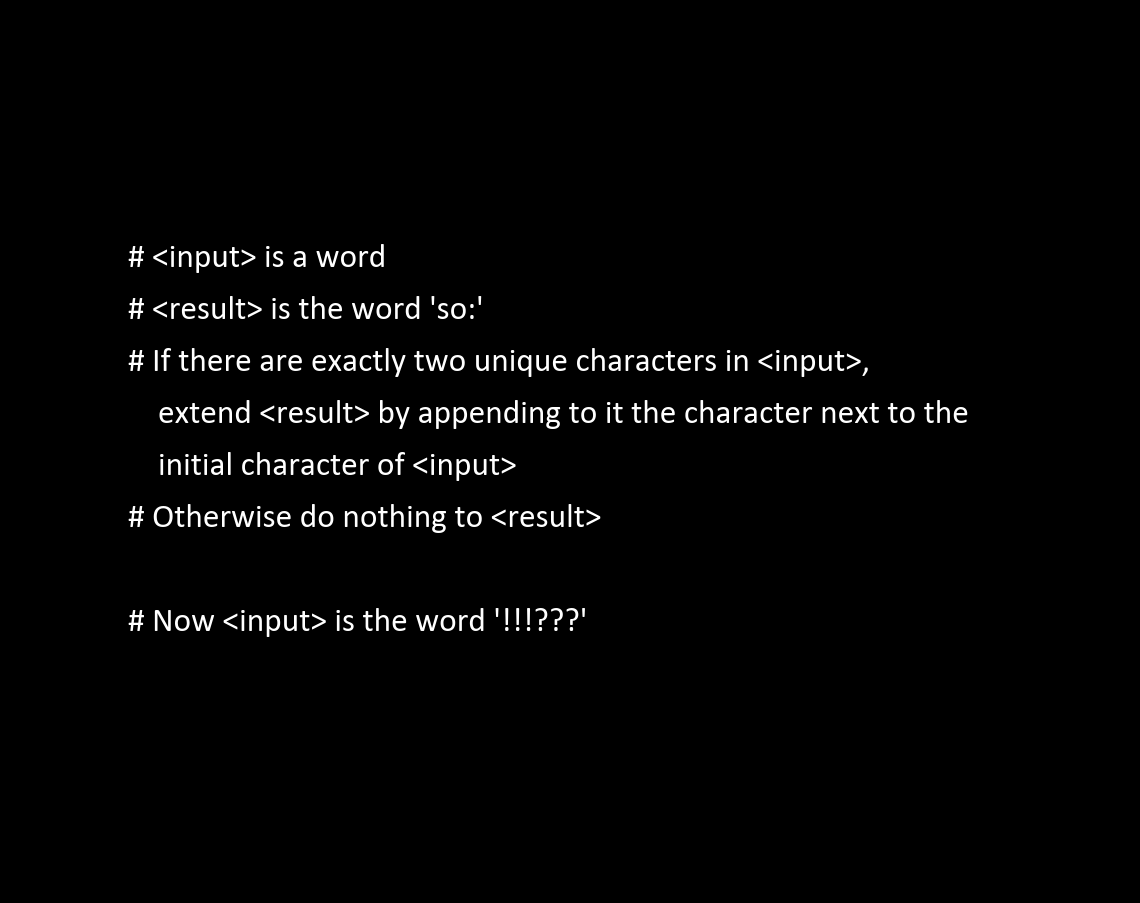 # <input> is a word
# <result> is the word 'so:'
# If there are exactly two unique characters in <input>,
extend <result> by appending to it the character next to the
initial character of <input>
# Otherwise do nothing to <result>
# Now <input> is the word '!!!???'